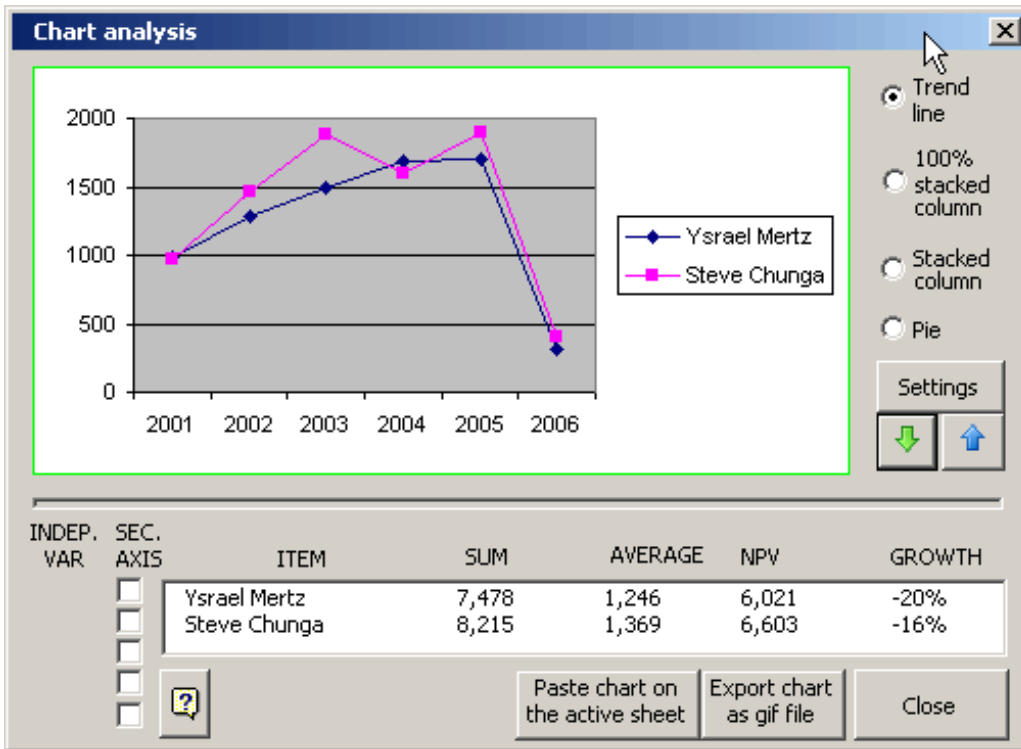 Chart analysis
Trend
line
100%
stacked
column
Stacked
column
Pie
Settings
2000
1500
1000
500
0
2001 2002 2003 2004 2005 2006
Ysrael Mertz
Steve Chunga
INDEP. SEC.
VAR AXIS ITEM SUM AVERAGE NPV GROWTH
Ysrael Mertz 7,478 1,246 6,021 -20%
Steve Chunga 8,215 1,369 6,603 -16%
?
Paste chart on
the active sheet
Export chart
as gif file
Close